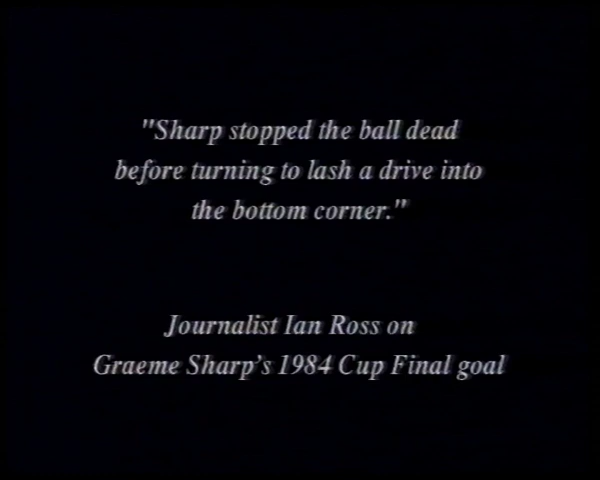 "Sharp stopped the ball dead
before turning to lash a drive into
the bottom corner."
Journalist Ian Ross on
Graeme Sharp's 1984 Cup Final goal